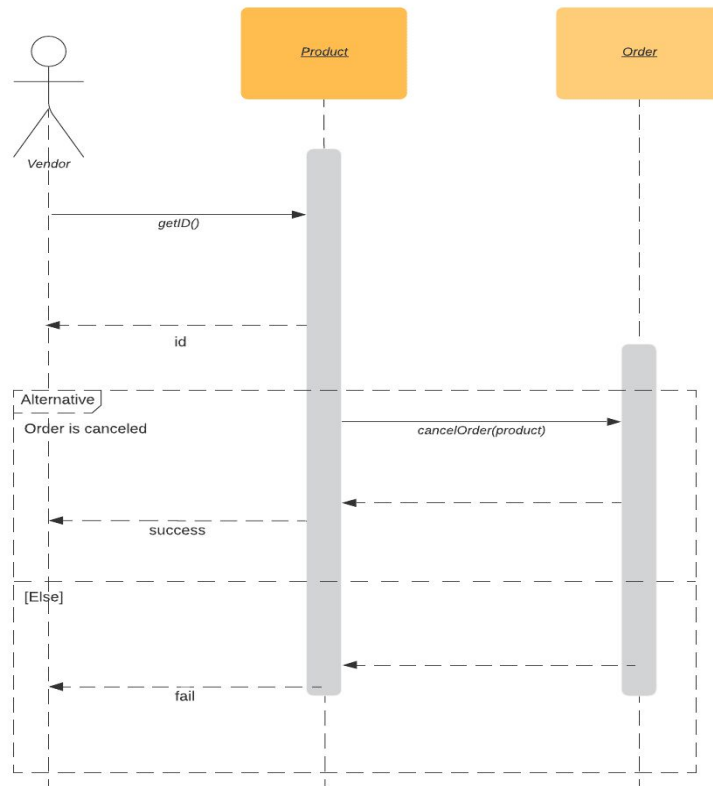 Product
Order
Vendor
getID()
id
Alternative
Order is canceled
cancelOrder(product)
success
[Else]
fail